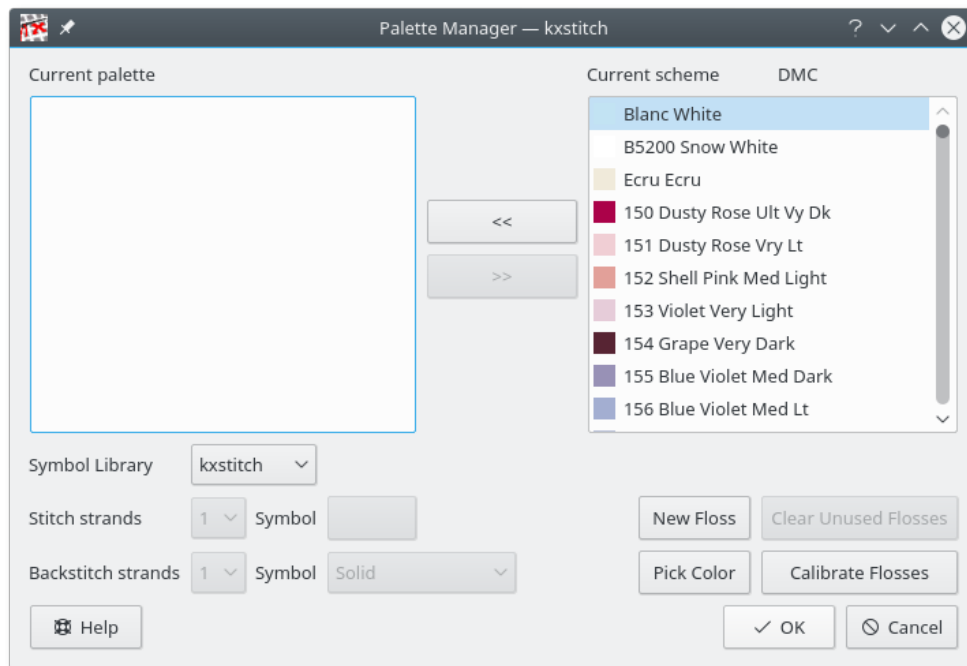 Palette Manager — kxstitch
Current palette
Current scheme DMC
Blanc White
B5200 Snow White
Ecru Ecru
150 Dusty Rose Ult Vy Dk
151 Dusty Rose Vry Lt
152 Shell Pink Med Light
153 Violet Very Light
154 Grape Very Dark
155 Blue Violet Med Dark
156 Blue Violet Med Lt
<<
>>
Symbol Library kxstitch
Stitch strands 1 Symbol
New Floss Clear Unused Flosses
Backstitch strands 1 Symbol Solid
Pick Color Calibrate Flosses
Help
OK Cancel